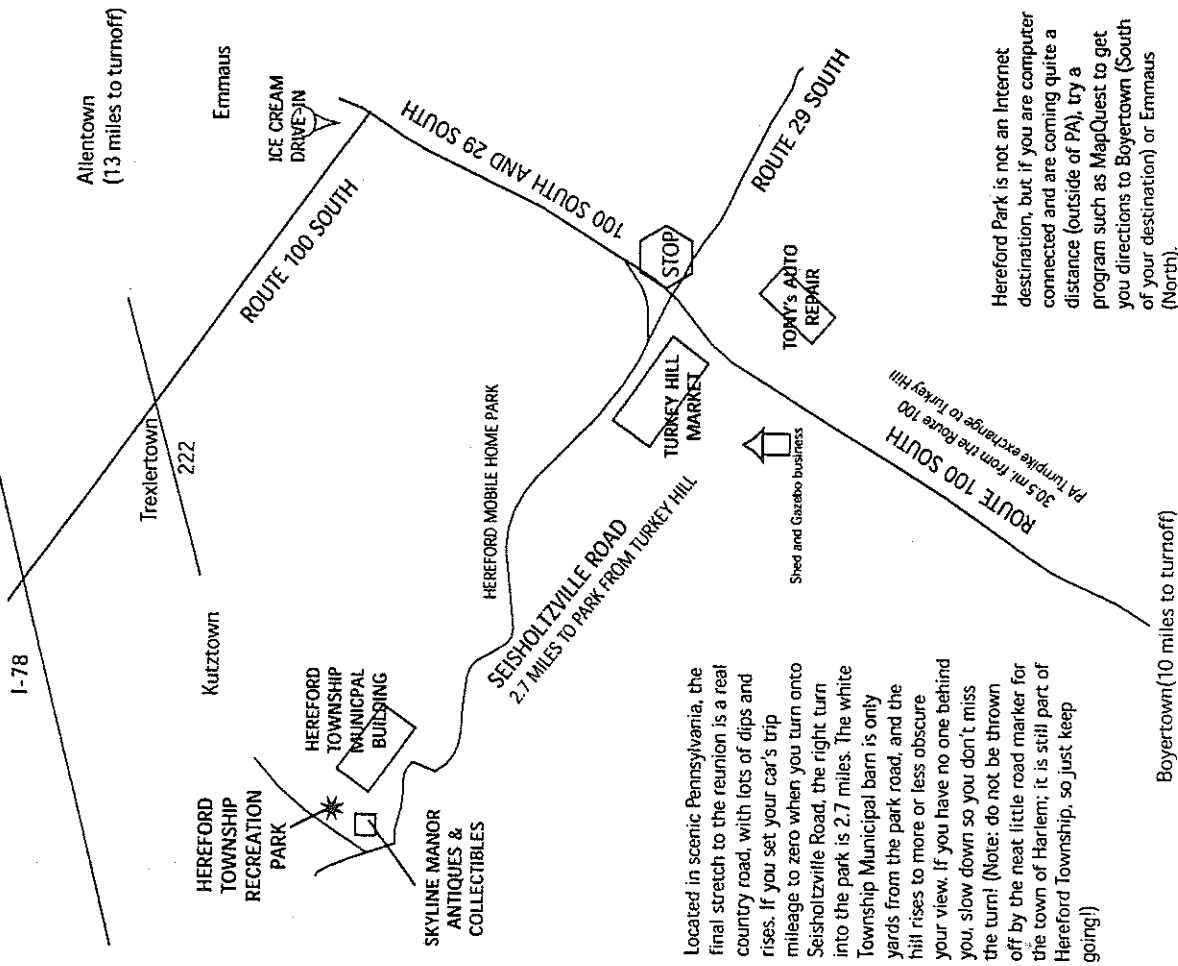 I-78
Allentown
(13 miles to turnoff)
Trexlertown
222
Emmaus
Kutztown
ICE CREAM
DRIVE-IN
ROUTE 100 SOUTH
HEREFORD
TOWNSHIP
MUNICPAL
BUILDING
HEREFORD
TOWNSHIP
RECREATION
PARK
100 SOUTH AND 29 SOUTH
SKYLINE MANOR
ANTIQUES &
COLLECTIBLES
HEREFORD MOBILE HOME PARK
SEISHOLTZVILLE ROAD
2.7 MILES TO PARK FROM TURKEY HILL
STOP
ROUTE 29 SOUTH
TURKEY HILL
MARKET
TONY's AUTO
REPAIR
Shed and Gazebo business
ROUTE 100 SOUTH
30.5 mi. from the Route 100
PA Turnpike exchange to Turkey Hill
Located in scenic Pennsylvania, the
final stretch to the reunion is a real
country road, with lots of dips and
rises. If you set your car's trip
mileage to zero when you turn onto
Seisholtzville Road, the right turn
into the park is 2.7 miles. The white
Township Municipal barn is only
yards from the park road, and the
hill rises to more or less obscure
your view. If you have no one behind
you, slow down so you don't miss
the turn! (Note: do not be thrown
off by the neat little road marker for
the town of Harlem; it is still part of
Hereford Township, so just keep
going!)
Hereford Park is not an Internet
destination, but if you are computer
connected and are coming quite a
distance (outside of PA), try a
program such as MapQuest to get
you directions to Boyertown (South
of your destination) or Emmaus
(North).
Boyertown(10 miles to turnoff)